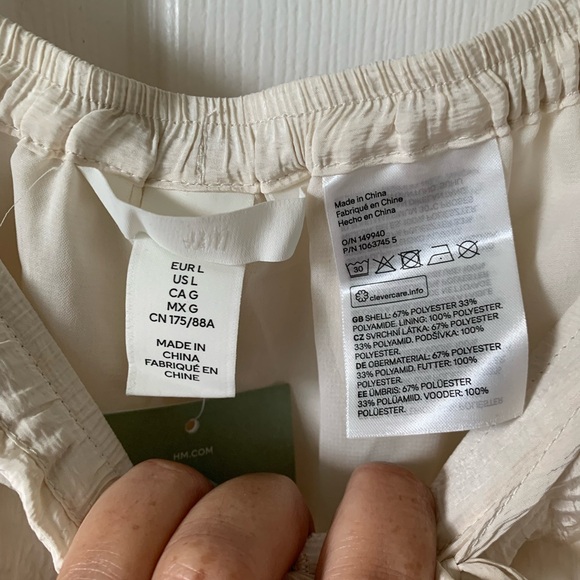 EUR L
US L
CA G
MX G
CN 175/88A
MADE IN
CHINA
FABRIQUÉ EN
CHINE
HM.COM
Made in China
Fabriqué en Chine
Hecho en China
O/N 149940
P/N 1063745 5
30
clevercare.info
GB SHELL: 67% POLYESTER 33%
POLYAMIDE. LINING: 100% POLYESTER.
CZ SVRCHNÍ LÁTKA: 67% POLYESTER
33% POLYAMID. PODŠÍVKA: 100%
POLYESTER.
DE OBERMATERIAL: 67% POLYESTER
33% POLYAMID. FUTTER: 100%
POLYESTER.
EE ÜMBRIS: 67% POLÜESTER
33% POLÜAMIID. VOODER: 100%
POLÜESTER.